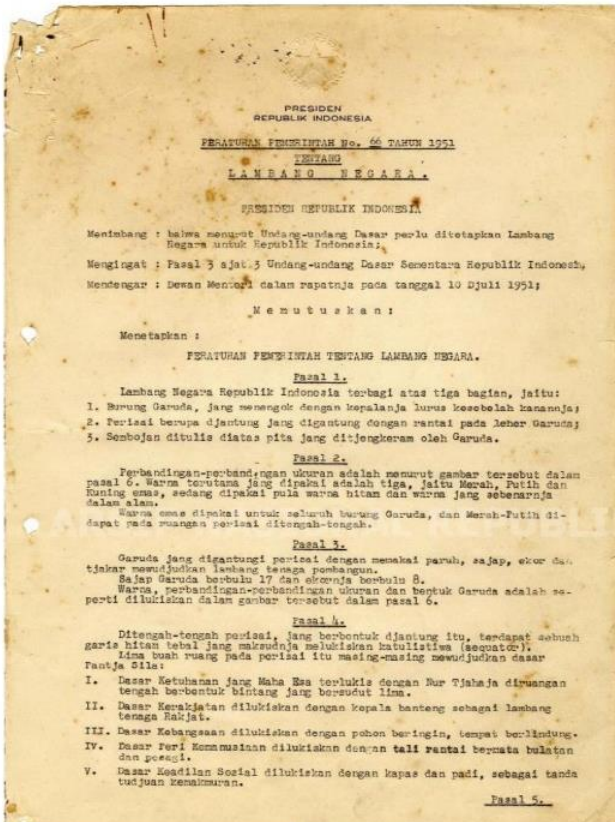 PRESIDEN
REPUBLIK INDONESIA
PERATURAN PEMERINTAH No. 66 TAHUN 1951
TENTANG
LAMBANG NEGARA.
PRESIDEN REPUBLIK INDONESIA
Menimbang : bahwa menurut Undang-undang Dasar perlu ditetapkan Lambang
Negara untuk Republik Indonesia;
Mengingat : Pasal 3 ajat 3 Undang-undang Dasar Sementara Republik Indonesia,
Mendengar : Dewan Menteri dalam rapatnja pada tanggal 10 Djuli 1951;
Memutuskan:
Menetapkan :
PERATURAN PEMERINTAH TENTANG LAMBANG NEGARA.
Pasal 1.
Lambang Negara Republik Indonesia terbagi atas tiga bagian, jaitu:
1. Burung Garuda, jang menengok dengan kepalanja lurus kesebelah kanannja;
2. Perisai berupa djantung jang digantung dengan rantai pada leher Garuda;
3. Sembojan ditulis diatas pita jang ditjengkeram oleh Garuda.
Pasal 2.
Perbandingan-perbandingan ukuran adalah menurut gambar tersebut dalam
pasal 6. Warna terutama jang dipakai adalah tiga, jaitu Merah, Putih dan
Kuning emas, sedang dipakai pula warna hitam dan warna jang sebenarnja
dalam alam.
Warna emas dipakai untuk seluruh burung Garuda, dan Merah-Putih di-
dapat pada ruangan perisai ditengah-tengah.
Pasal 3.
Garuda jang digantungi perisai dengan memakai paruh, sajap, ekor dan
tjakar mewudjudkan lambang tenaga pembangun.
Sajap Garuda berbulu 17 dan ekornja berbulu 8.
Warna, perbandingan-perbandingan ukuran dan bentuk Garuda adalah se-
perti dilukiskan dalam gambar tersebut dalam pasal 6.
Pasal 4.
Ditengah-tengah perisai, jang berbentuk djantung itu, terdapat sebuah
garis hitam tebal jang maksudnja melukiskan katulistiwa (aequator).
Lima buah ruang pada perisai itu masing-masing mewudjudkan dasar
Pantja Sila:
I. Dasar Ketuhanan jang Maha Esa terlukis dengan Nur Tjahaja diruangan
tengah berbentuk bintang jang bersudut lima.
II. Dasar Kerakjatan dilukiskan dengan kepala banteng sebagai lambang
tenaga Rakjat.
III. Dasar Kebangsaan dilukiskan dengan pohon beringin, tempat berlindung.
IV. Dasar Peri Kemanusiaan dilukiskan dengan tali rantai bermata bulatan
dan pesagi.
V. Dasar Keadilan Sosial dilukiskan dengan kapas dan padi, sebagai tanda
tudjuan kemakmuran.
Pasal 5.